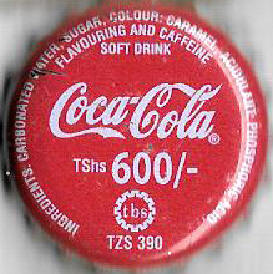 INGREDIENTS CARBONATED WATER, SUGAR, COLOUR: CARAMEL, ACIDULANT PHOSPHORIC ACID
FLAVOURING AND CAFFEINE
SOFT DRINK
Coca-Cola®
TShs 600/-
tbs
TZS 390